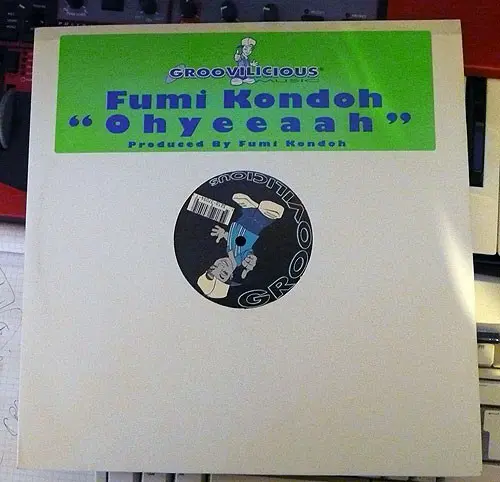 GROOVILICIOUS
MUSIC
Fumi Kondoh
“Ohyeeaah”
Produced By Fumi Kondoh
GROOVILICIOUS